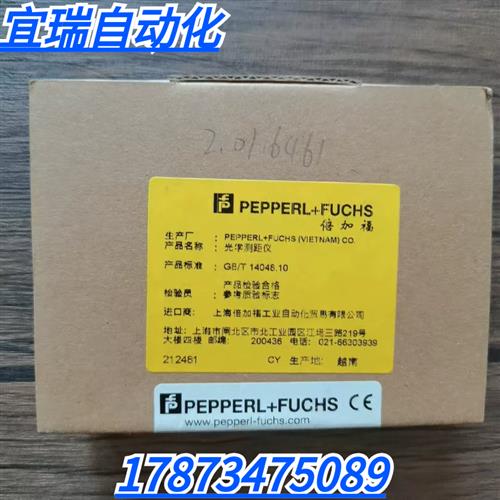 宜瑞自动化
2.016461
PEPPERL+FUCHS
倍加福
生产厂: PEPPERL+FUCHS (VIETNAM) CO.
产品名称: 光学测距仪
产品标准: GB/T 14048.10
产品检验合格
检验员: 参考质验标志
进口商: 上海倍加福工业自动化贸易有限公司
地址: 上海市闸北区市北工业园区江场三路219号
大楼四楼 邮编: 200436 电话: 021-66303939
212461 CY 生产地: 越南
PEPPERL+FUCHS CE
www.pepperl-fuchs.com
17873475089